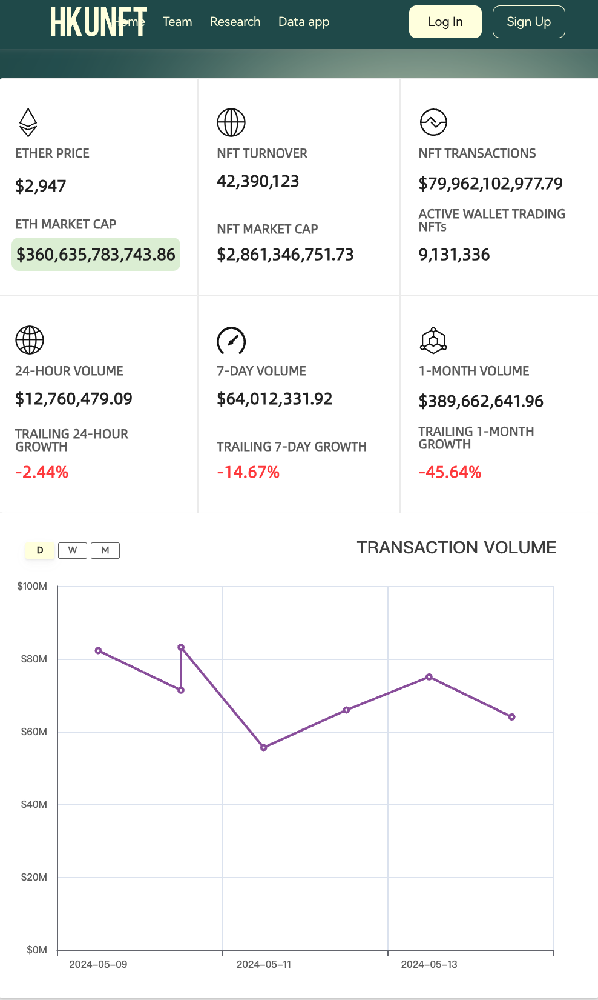 HKUNFT
Home Team Research Data app Log In Sign Up
ETHER PRICE
$2,947
ETH MARKET CAP
$360,635,783,743.86
NFT TURNOVER
42,390,123
NFT MARKET CAP
$2,861,346,751.73
NFT TRANSACTIONS
$79,962,102,977.79
ACTIVE WALLET TRADING
NFTs
9,131,336
24-HOUR VOLUME
$12,760,479.09
TRAILING 24-HOUR
GROWTH
-2.44%
7-DAY VOLUME
$64,012,331.92
TRAILING 7-DAY GROWTH
-14.67%
1-MONTH VOLUME
$389,662,641.96
TRAILING 1-MONTH
GROWTH
-45.64%
D W M
TRANSACTION VOLUME
$100M
$80M
$60M
$40M
$20M
$0M
2024-05-09 2024-05-11 2024-05-13